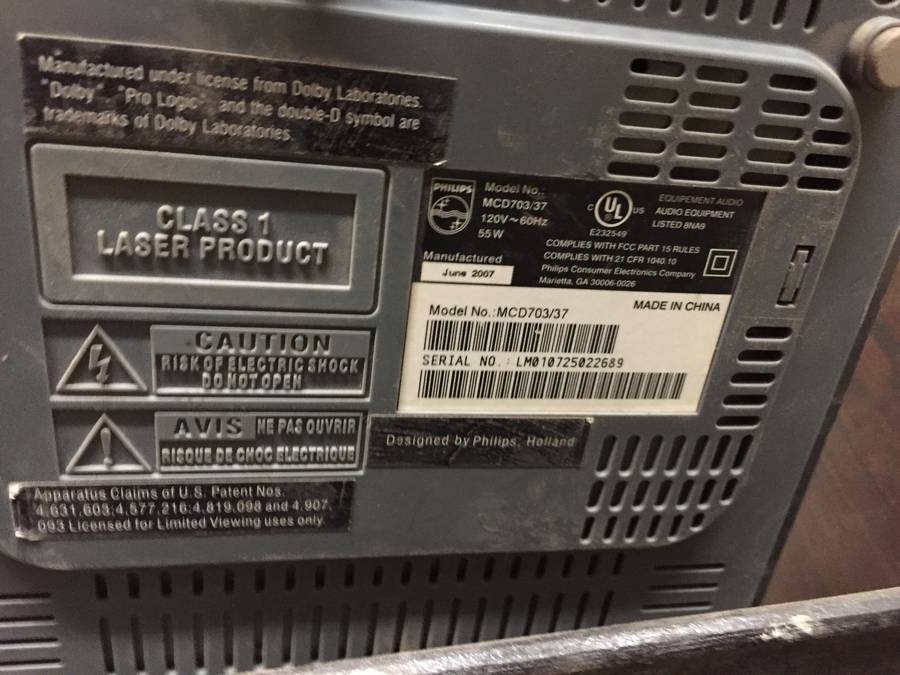 Manufactured under license from Dolby Laboratories.
"Dolby", "Pro Logic", and the double-D symbol are
trademarks of Dolby Laboratories.
CLASS 1
LASER PRODUCT
CAUTION
RISK OF ELECTRIC SHOCK
DO NOT OPEN
AVIS NE PAS OUVRIR
RISQUE DE CHOC ELECTRIQUE
Apparatus Claims of U.S. Patent Nos.
4,631,603;4,577,216;4,819,098 and 4,907,
093 Licensed for Limited Viewing uses only.
PHILIPS
Model No.:
MCD703/37
120V~60Hz
55W
Manufactured
June 2007
C UL US
E232549
EQUIPEMENT AUDIO
AUDIO EQUIPMENT
LISTED 8NA9
COMPLIES WITH FCC PART 15 RULES
COMPLIES WITH 21 CFR 1040.10
Philips Consumer Electronics Company
Marietta, GA 30006-0026
MADE IN CHINA
Model No.:MCD703/37
SERIAL NO.: LM010725022689
Designed by Philips, Holland